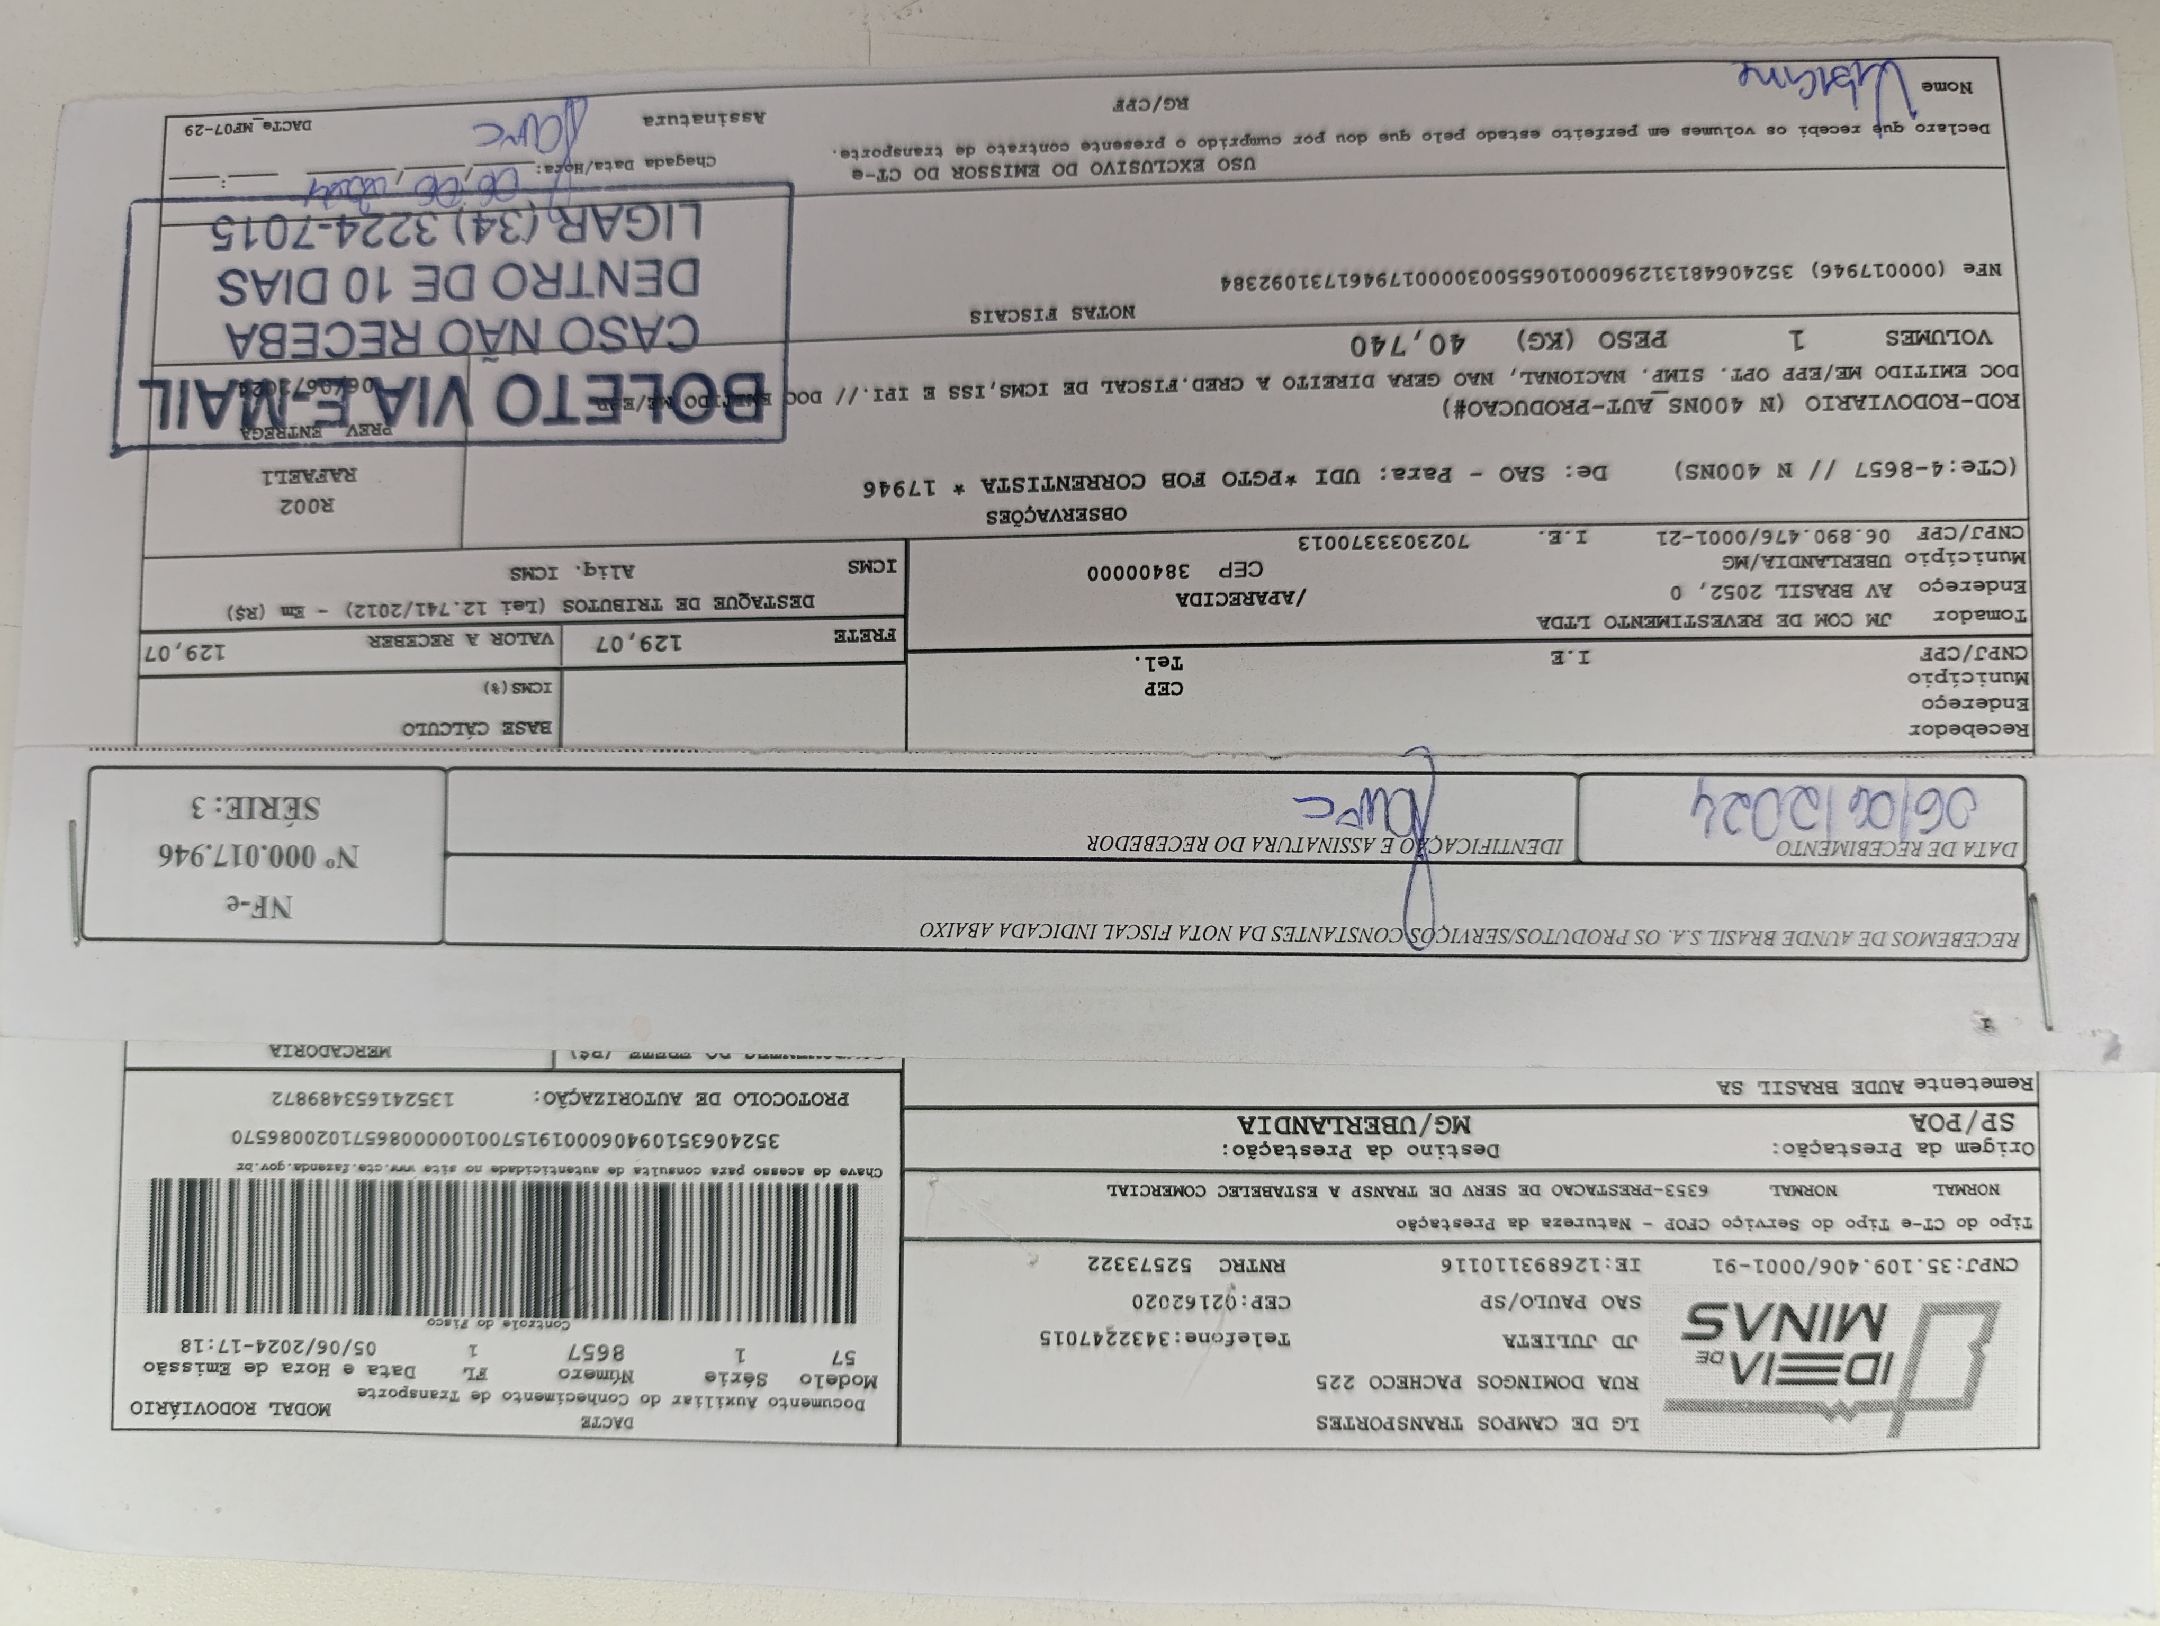 IDEIA DE
MINAS
LG DE CAMPOS TRANSPORTES
RUA DOMINGOS PACHECO 225
JD JULIETA Telefone:3432247015
SAO PAULO/SP CEP:02162020
CNPJ:35.109.406/0001-91 IE:126893110116 RNTRC 52573322
DACTE
Documento Auxiliar do Conhecimento de Transporte
MODAL RODOVIÁRIO
Modelo Série Número FL Data e Hora de Emissão
57 1 8657 1 05/06/2024-17:18
Controle do Fisco
Chave de acesso para consulta de autenticidade no site www.cte.fazenda.gov.br
35240635109406000191570010000086571020086570
PROTOCOLO DE AUTORIZAÇÃO: 135241653489872
Tipo do CT-e Tipo do Serviço CFOP - Natureza da Prestação
NORMAL NORMAL 6353-PRESTACAO DE SERV DE TRANSP A ESTABELEC COMERCIAL
Origem da Prestação: Destino da Prestação:
SP/POA MG/UBERLANDIA
Remetente AUDE BRASIL SA
MERCADORIA
RECEBEMOS DE AUNDE BRASIL S.A. OS PRODUTOS/SERVIÇOS CONSTANTES DA NOTA FISCAL INDICADA ABAIXO
DATA DE RECEBIMENTO
06/06/2024
IDENTIFICAÇÃO E ASSINATURA DO RECEBEDOR
NF-e
Nº 000.017.946
SÉRIE: 3
Recebedor
Endereço
Município CEP
CNPJ/CPF I.E Tel.
BASE CÁLCULO
ICMS(%)
FRETE 129,07 VALOR A RECEBER 129,07
Tomador JM COM DE REVESTIMENTO LTDA
Endereço AV BRASIL 2052, 0 /APARECIDA
Município UBERLANDIA/MG CEP 38400000
CNPJ/CPF 06.890.476/0001-21 I.E. 7023033370013
DESTAQUE DE TRIBUTOS (Lei 12.741/2012) - Em (R$)
ICMS Aliq. ICMS
OBSERVAÇÕES
(CTe:4-8657 // N 400NS) De: SAO - Para: UDI *PGTO FOB CORRENTISTA * 17946
R002
RAFAEL1
PREV ENTREGA
ROD-RODOVIARIO (N 400NS_AUT-PRODUCAO#)
DOC EMITIDO ME/EPP OPT. SIMP. NACIONAL, NAO GERA DIREITO A CRED.FISCAL DE ICMS,ISS E IPI.// DOC EMITIDO ME/EPP
VOLUMES 1 PESO (KG) 40,740
BOLETO VIA E-MAIL
CASO NÃO RECEBA
DENTRO DE 10 DIAS
LIGAR (34) 3224-7015
NOTAS FISCAIS
NFe (000017946) 35240648131296000106550030000179461731092384
USO EXCLUSIVO DO EMISSOR DO CT-e
Declaro que recebi os volumes em perfeito estado pelo que dou por cumprido o presente contrato de transporte.
Chagada Data/Hora: 06, 06, 2024
Nome RG/CPF Assinatura
DACTe_MF07-29